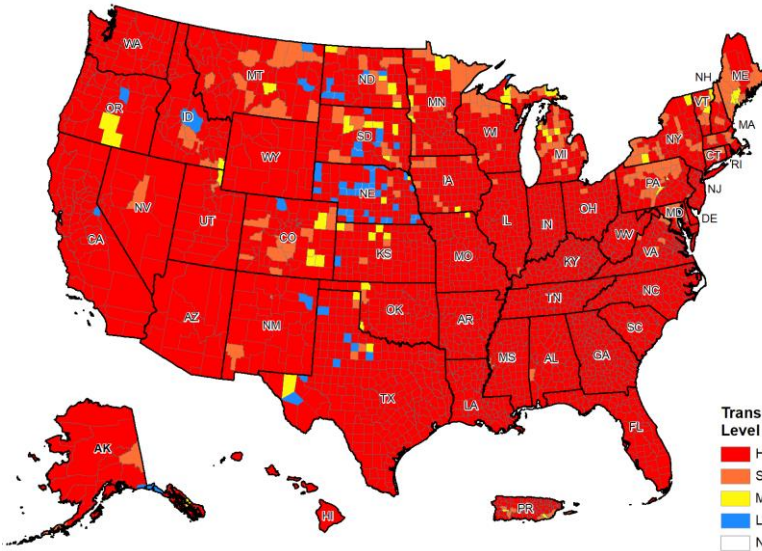 WA
MT
ND
MN
ME
NH
VT
OR
ID
SD
WI
NY
MA
WY
MI
CT
RI
IA
NE
PA
NJ
NV
UT
CO
IL
IN
OH
MD
DE
CA
KS
MO
WV
VA
KY
NC
TN
AZ
NM
OK
AR
SC
MS
AL
GA
TX
LA
FL
AK
HI
PR
Trans
Level
H
S
M
L
N